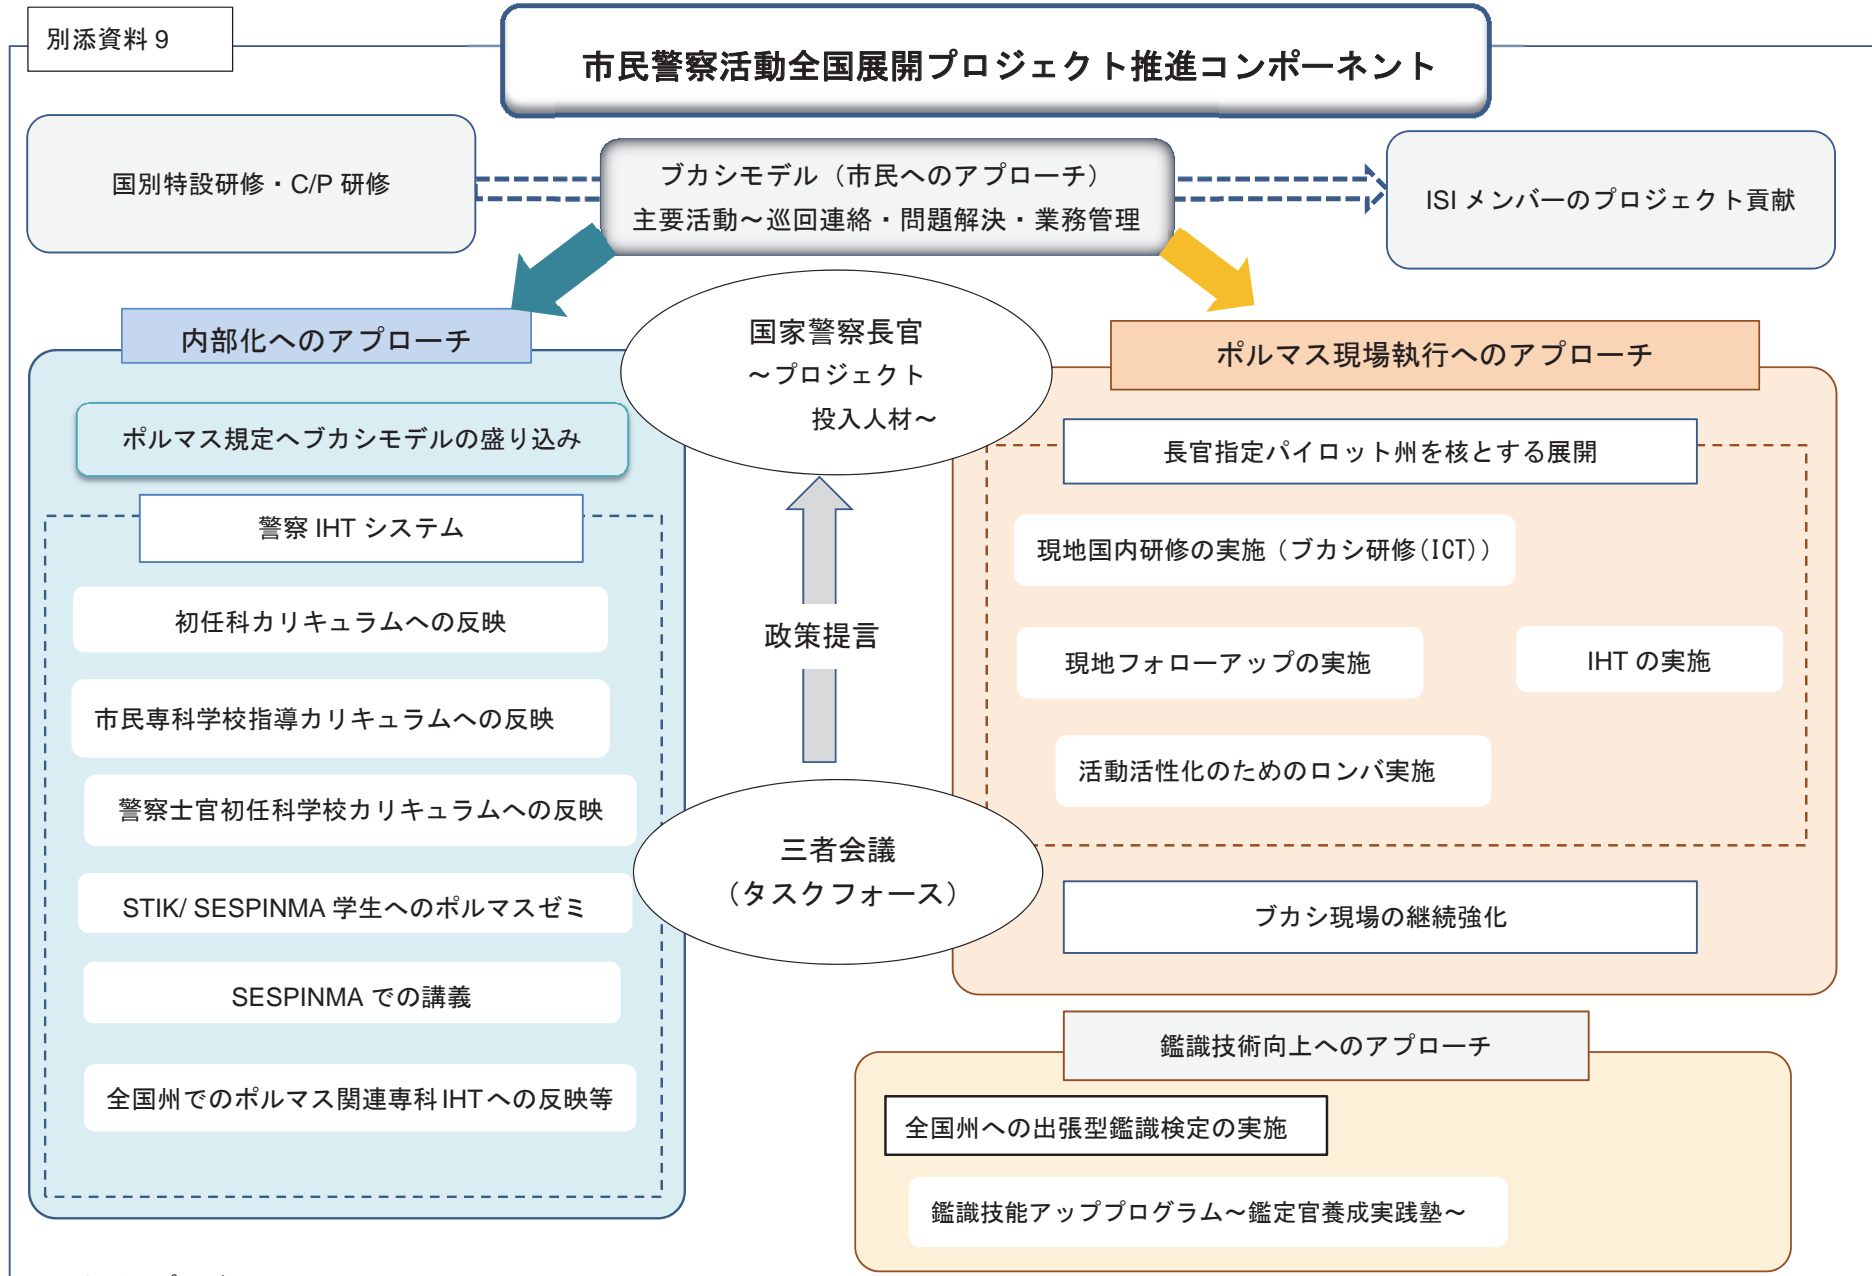 別添資料 9
市民警察活動全国展開プロジェクト推進コンポーネント
国別特設研修・C/P 研修
ブカシモデル（市民へのアプローチ）
主要活動～巡回連絡・問題解決・業務管理
ISI メンバーのプロジェクト貢献
内部化へのアプローチ
ポルマス規定へブカシモデルの盛り込み
警察 IHT システム
初任科カリキュラムへの反映
市民専科学校指導カリキュラムへの反映
警察士官初任科学校カリキュラムへの反映
STIK/ SESPINMA 学生へのポルマスゼミ
SESPINMA での講義
全国州でのポルマス関連専科 IHT への反映等
国家警察長官
～プロジェクト
投入人材～
政策提言
三者会議
（タスクフォース）
ポルマス現場執行へのアプローチ
長官指定パイロット州を核とする展開
現地国内研修の実施（ブカシ研修(ICT)）
現地フォローアップの実施
IHT の実施
活動活性化のためのロンバ実施
ブカシ現場の継続強化
鑑識技術向上へのアプローチ
全国州への出張型鑑識検定の実施
鑑識技能アッププログラム～鑑定官養成実践塾～